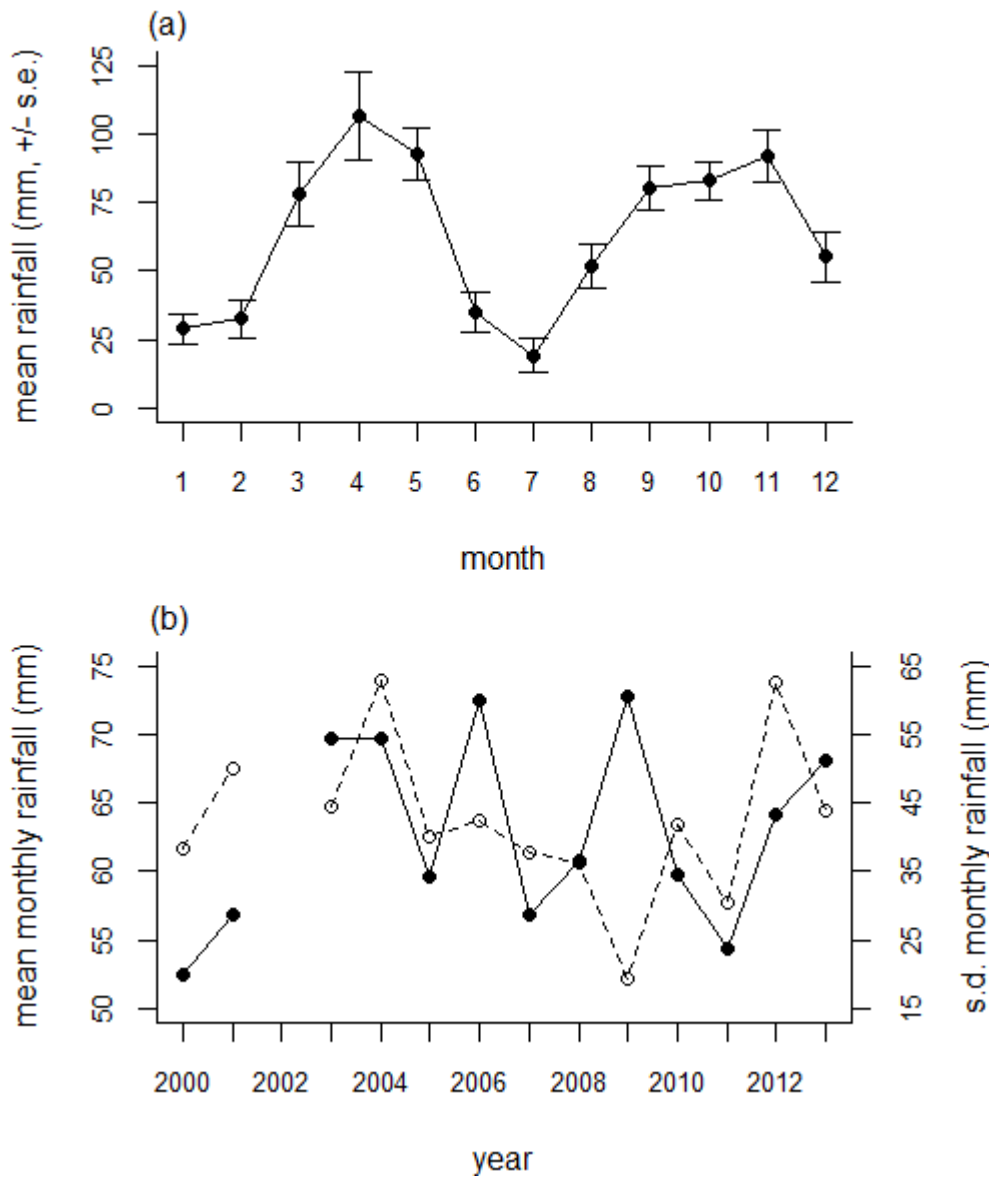 (a)
mean rainfall (mm, +/- s.e.)
125
100
75
50
25
0
1 2 3 4 5 6 7 8 9 10 11 12
month
(b)
mean monthly rainfall (mm)
75
70
65
60
55
50
65
55
45
35
25
15
s.d. monthly rainfall (mm)
2000 2002 2004 2006 2008 2010 2012
year